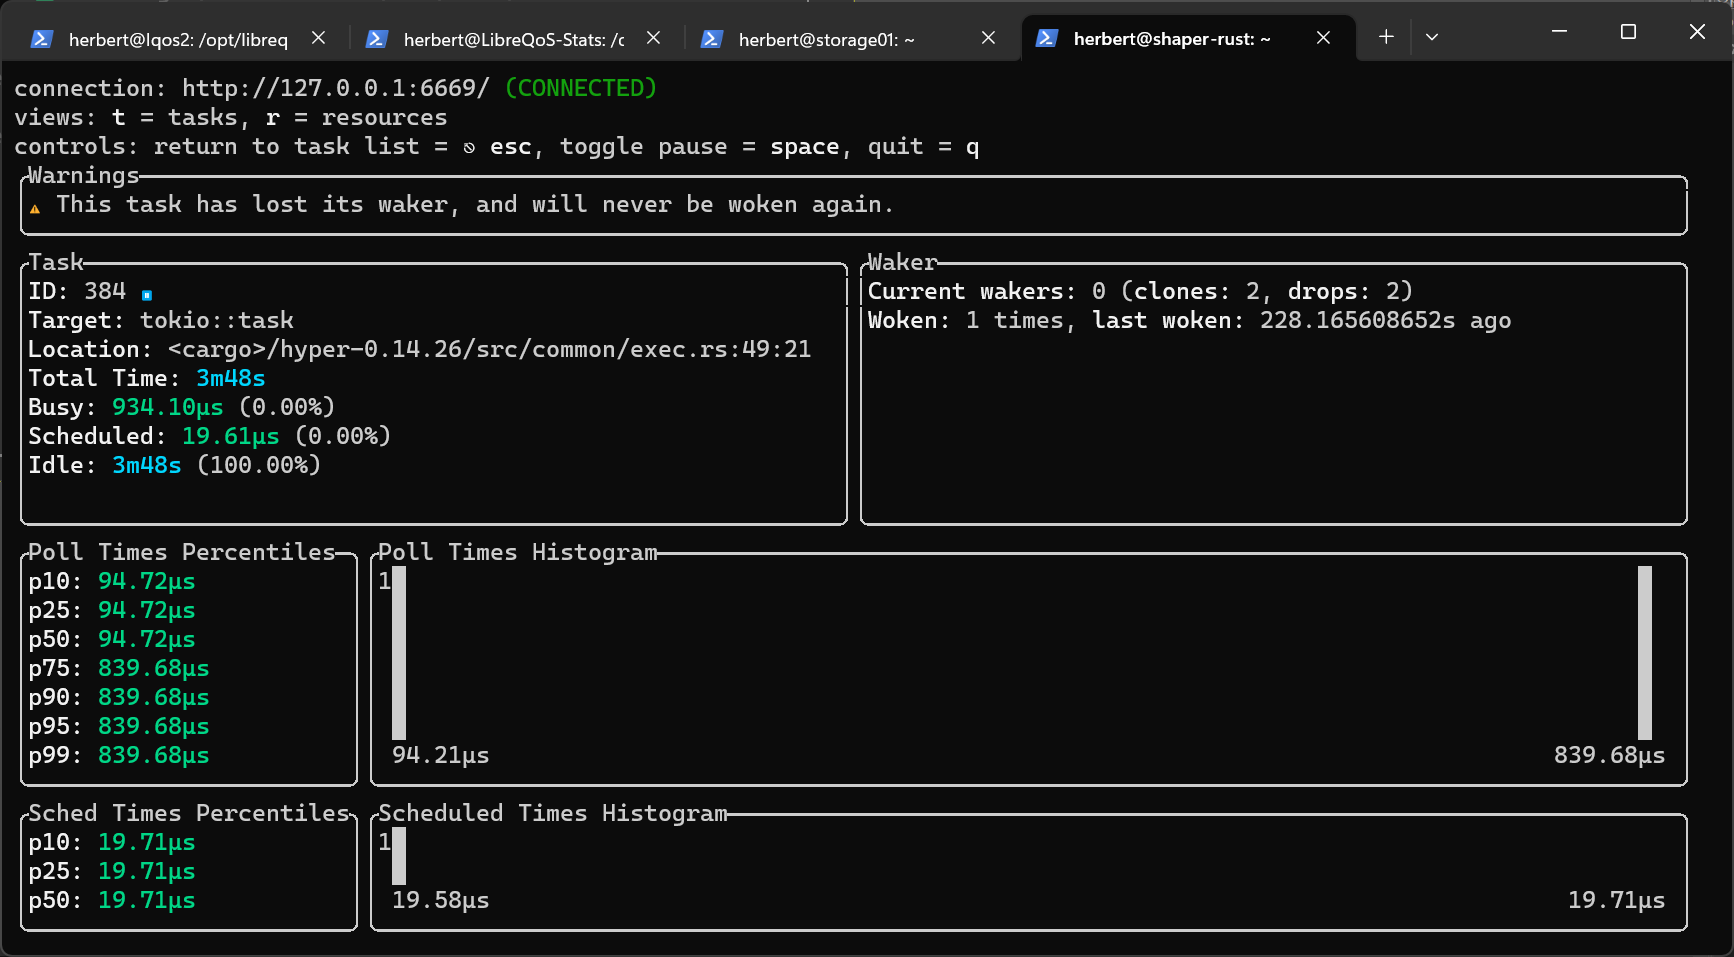 herbert@lqos2: /opt/libreq
herbert@LibreQoS-Stats: /c
herbert@storage01: ~
herbert@shaper-rust: ~
connection: http://127.0.0.1:6669/ (CONNECTED)
views: t = tasks, r = resources
controls: return to task list = ⎋ esc, toggle pause = space, quit = q
Warnings
⚠ This task has lost its waker, and will never be woken again.
Task
ID: 384 ⏸
Target: tokio::task
Location: <cargo>/hyper-0.14.26/src/common/exec.rs:49:21
Total Time: 3m48s
Busy: 934.10µs (0.00%)
Scheduled: 19.61µs (0.00%)
Idle: 3m48s (100.00%)
Waker
Current wakers: 0 (clones: 2, drops: 2)
Woken: 1 times, last woken: 228.165608652s ago
Poll Times Percentiles
p10: 94.72µs
p25: 94.72µs
p50: 94.72µs
p75: 839.68µs
p90: 839.68µs
p95: 839.68µs
p99: 839.68µs
Poll Times Histogram
1
94.21µs 839.68µs
Sched Times Percentiles
p10: 19.71µs
p25: 19.71µs
p50: 19.71µs
Scheduled Times Histogram
1
19.58µs 19.71µs